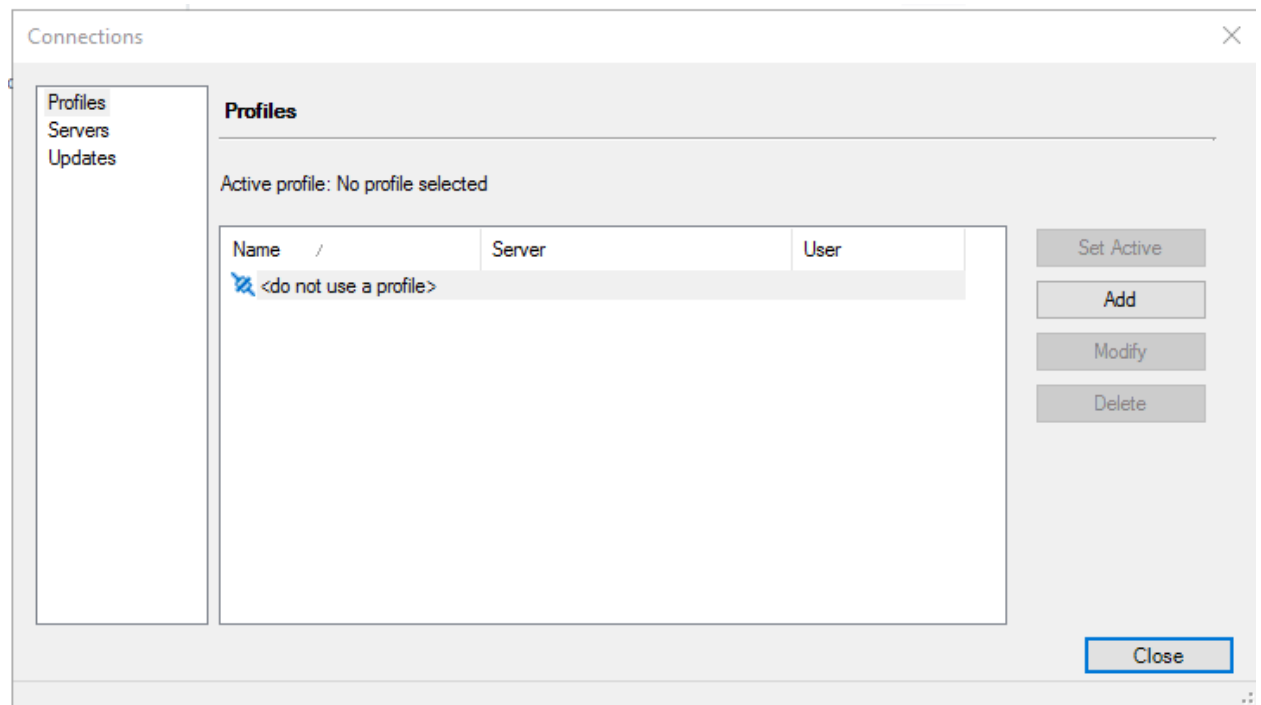 Connections
Profiles
Servers
Updates
Profiles
Active profile: No profile selected
Name Server User
<do not use a profile>
Set Active
Add
Modify
Delete
Close